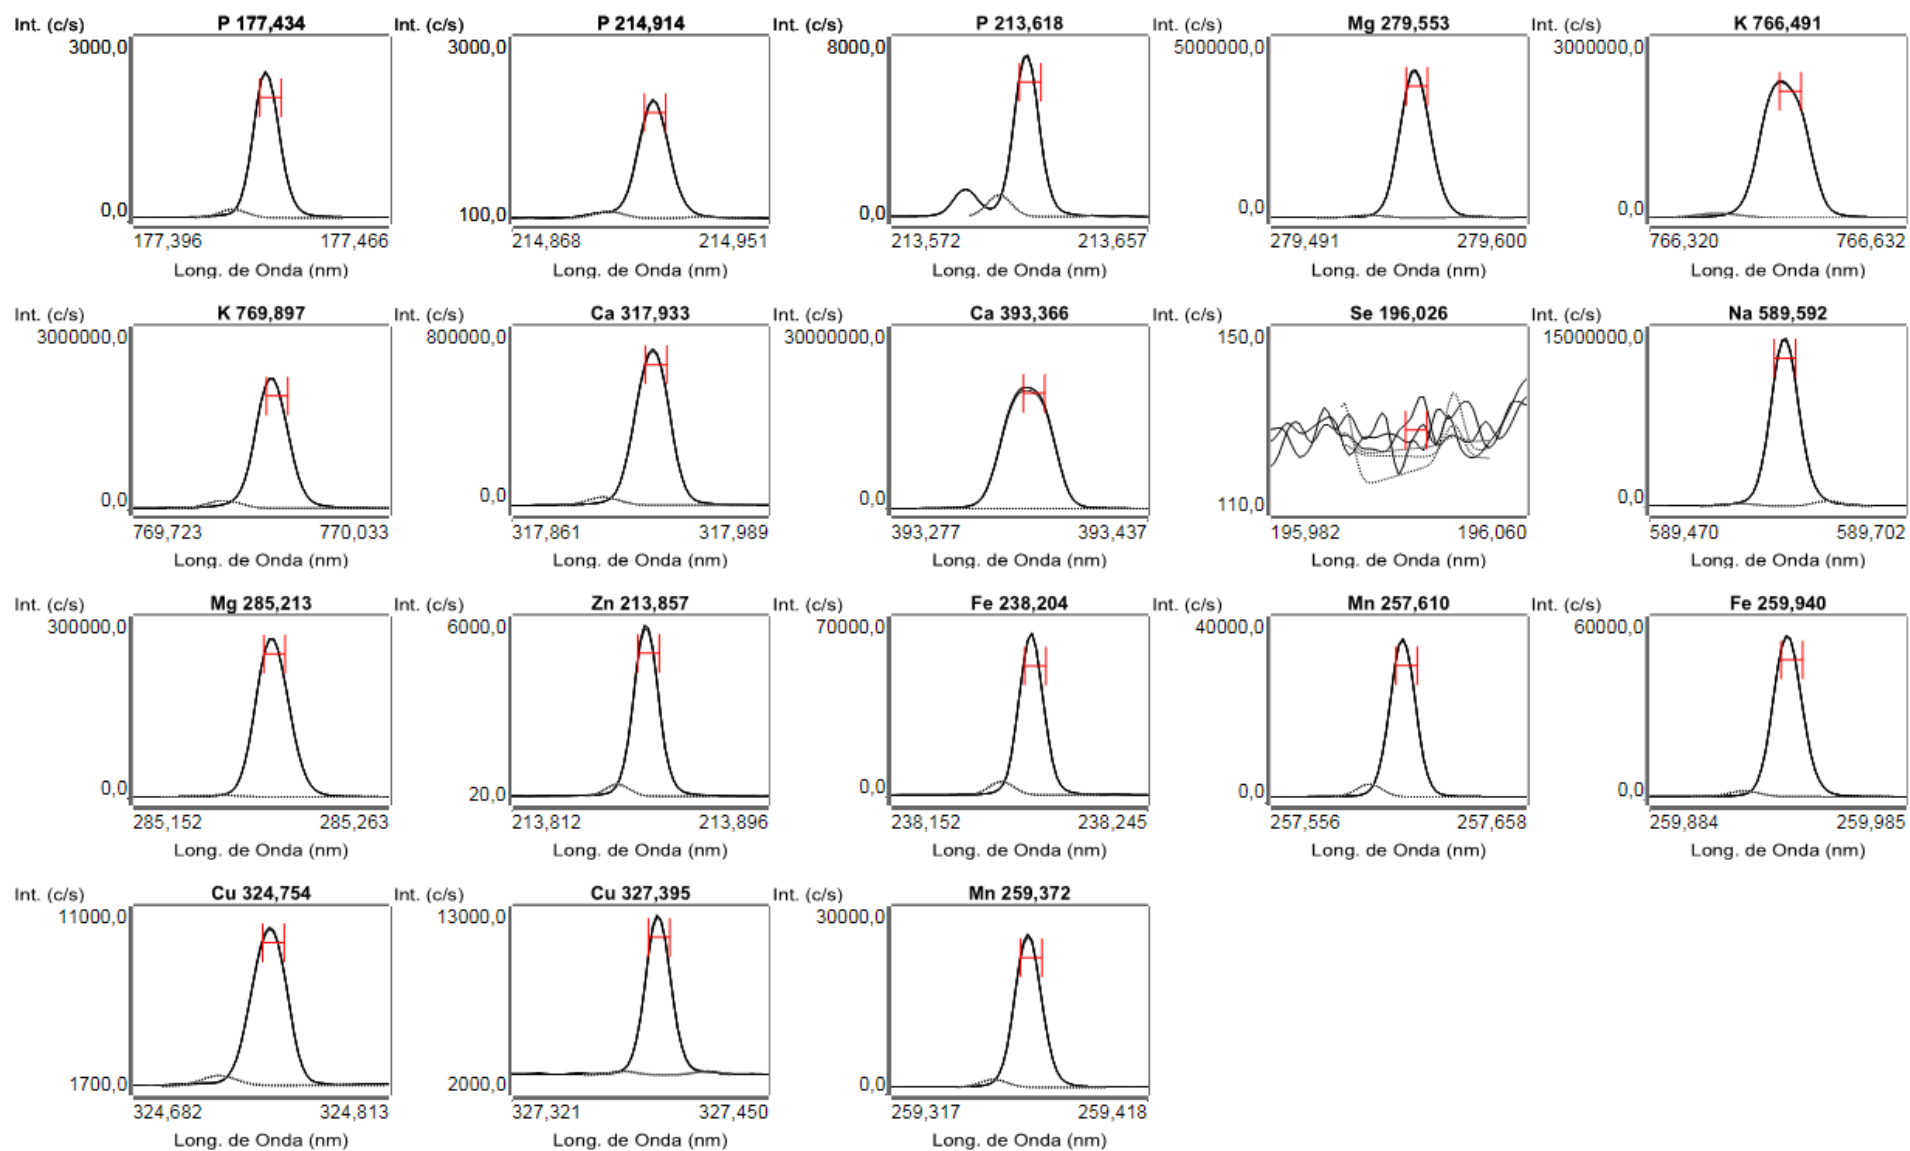 Int. (c/s) P 177,434 Int. (c/s) P 214,914 Int. (c/s) P 213,618 Int. (c/s) Mg 279,553 Int. (c/s) K 766,491
3000,0 3000,0 8000,0 5000000,0 3000000,0
0,0 100,0 0,0 0,0 0,0
177,396 177,466 214,868 214,951 213,572 213,657 279,491 279,600 766,320 766,632
Long. de Onda (nm) Long. de Onda (nm) Long. de Onda (nm) Long. de Onda (nm) Long. de Onda (nm)
Int. (c/s) K 769,897 Int. (c/s) Ca 317,933 Int. (c/s) Ca 393,366 Int. (c/s) Se 196,026 Int. (c/s) Na 589,592
3000000,0 800000,0 30000000,0 150,0 15000000,0
0,0 0,0 0,0 110,0 0,0
769,723 770,033 317,861 317,989 393,277 393,437 195,982 196,060 589,470 589,702
Long. de Onda (nm) Long. de Onda (nm) Long. de Onda (nm) Long. de Onda (nm) Long. de Onda (nm)
Int. (c/s) Mg 285,213 Int. (c/s) Zn 213,857 Int. (c/s) Fe 238,204 Int. (c/s) Mn 257,610 Int. (c/s) Fe 259,940
300000,0 6000,0 70000,0 40000,0 60000,0
0,0 20,0 0,0 0,0 0,0
285,152 285,263 213,812 213,896 238,152 238,245 257,556 257,658 259,884 259,985
Long. de Onda (nm) Long. de Onda (nm) Long. de Onda (nm) Long. de Onda (nm) Long. de Onda (nm)
Int. (c/s) Cu 324,754 Int. (c/s) Cu 327,395 Int. (c/s) Mn 259,372
11000,0 13000,0 30000,0
1700,0 2000,0 0,0
324,682 324,813 327,321 327,450 259,317 259,418
Long. de Onda (nm) Long. de Onda (nm) Long. de Onda (nm)